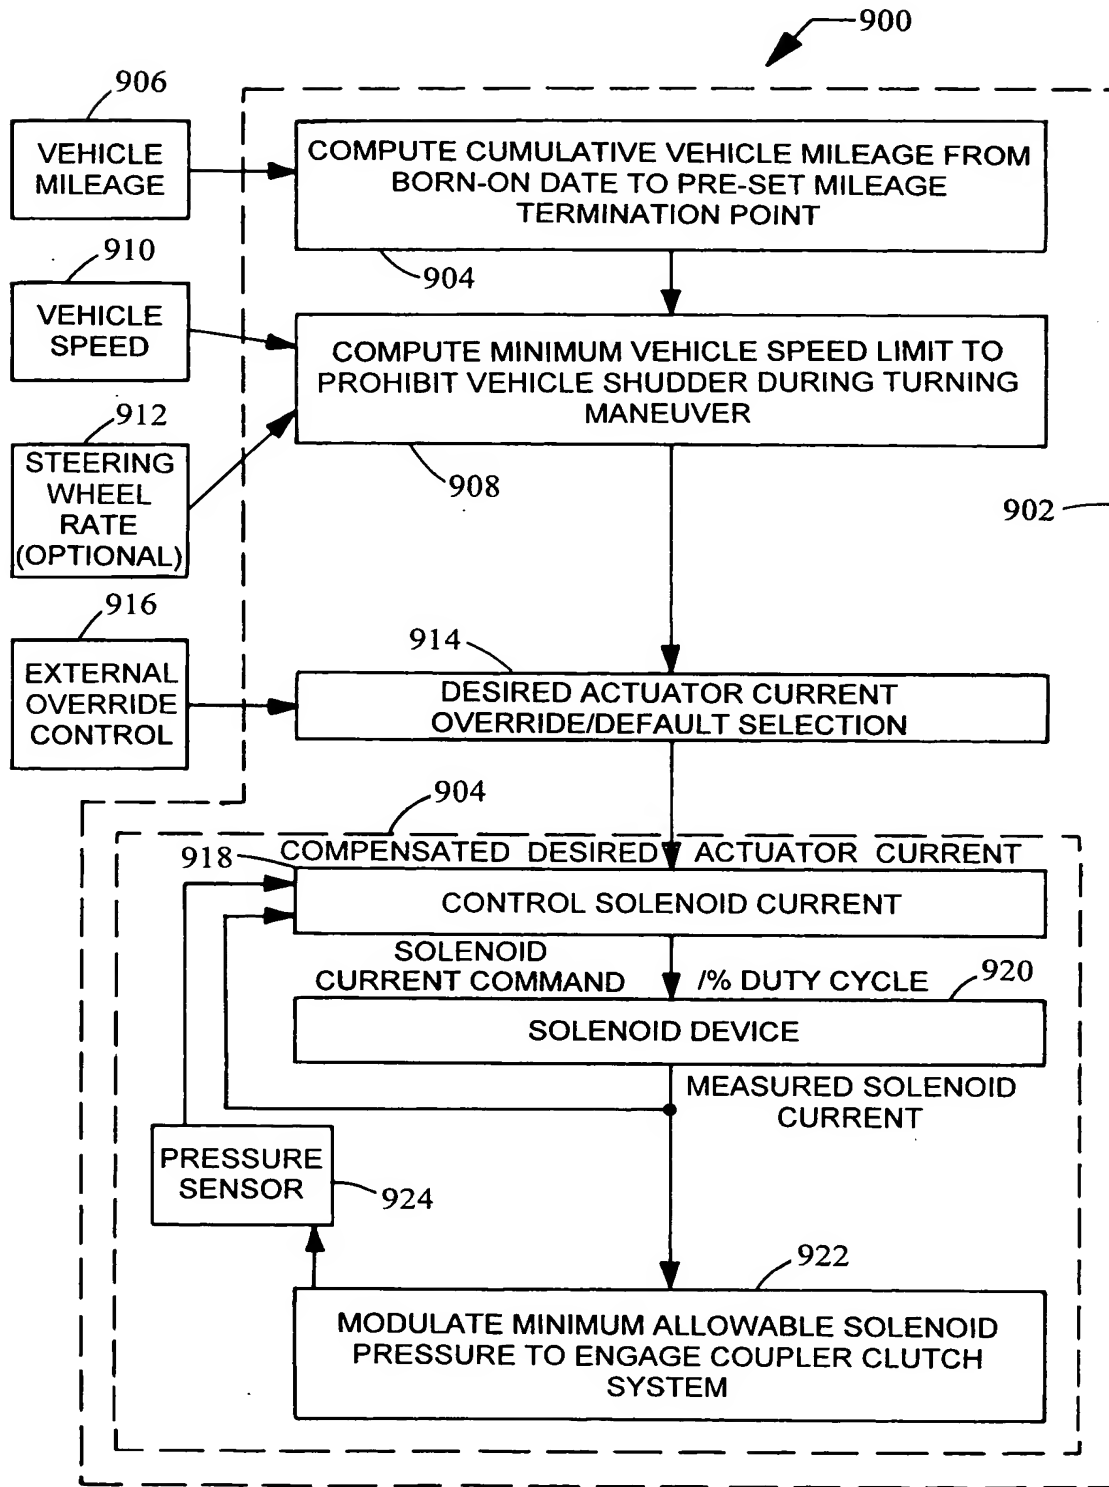 900
906
VEHICLE
MILEAGE
COMPUTE CUMULATIVE VEHICLE MILEAGE FROM
BORN-ON DATE TO PRE-SET MILEAGE
TERMINATION POINT
904
910
VEHICLE
SPEED
COMPUTE MINIMUM VEHICLE SPEED LIMIT TO
PROHIBIT VEHICLE SHUDDER DURING TURNING
MANEUVER
908
912
STEERING
WHEEL
RATE
(OPTIONAL)
902
916
EXTERNAL
OVERRIDE
CONTROL
914
DESIRED ACTUATOR CURRENT
OVERRIDE/DEFAULT SELECTION
904
COMPENSATED DESIRED ACTUATOR CURRENT
918
CONTROL SOLENOID CURRENT
SOLENOID
CURRENT COMMAND /% DUTY CYCLE
920
SOLENOID DEVICE
MEASURED SOLENOID
CURRENT
PRESSURE
SENSOR
924
922
MODULATE MINIMUM ALLOWABLE SOLENOID
PRESSURE TO ENGAGE COUPLER CLUTCH
SYSTEM